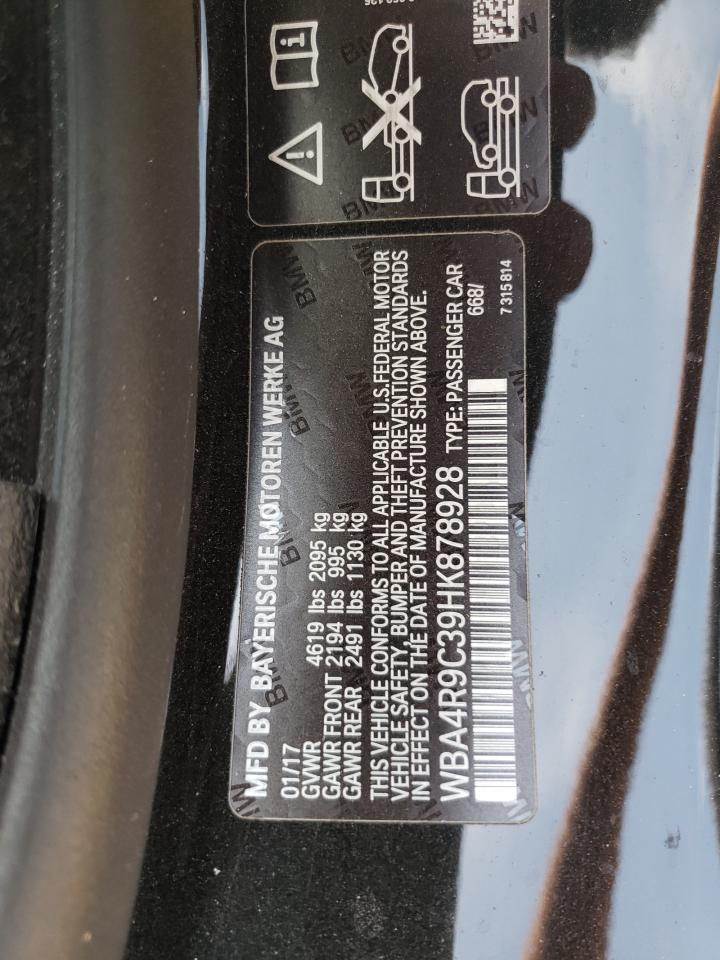 MFD BY BAYERISCHE MOTOREN WERKE AG
01/17
GVWR 4619 lbs 2095 kg
GAWR FRONT 2194 lbs 995 kg
GAWR REAR 2491 lbs 1130 kg
THIS VEHICLE CONFORMS TO ALL APPLICABLE U.S.FEDERAL MOTOR
VEHICLE SAFETY, BUMPER AND THEFT PREVENTION STANDARDS
IN EFFECT ON THE DATE OF MANUFACTURE SHOWN ABOVE.
WBA4R9C39HK878928 TYPE: PASSENGER CAR
668/
7 315 814